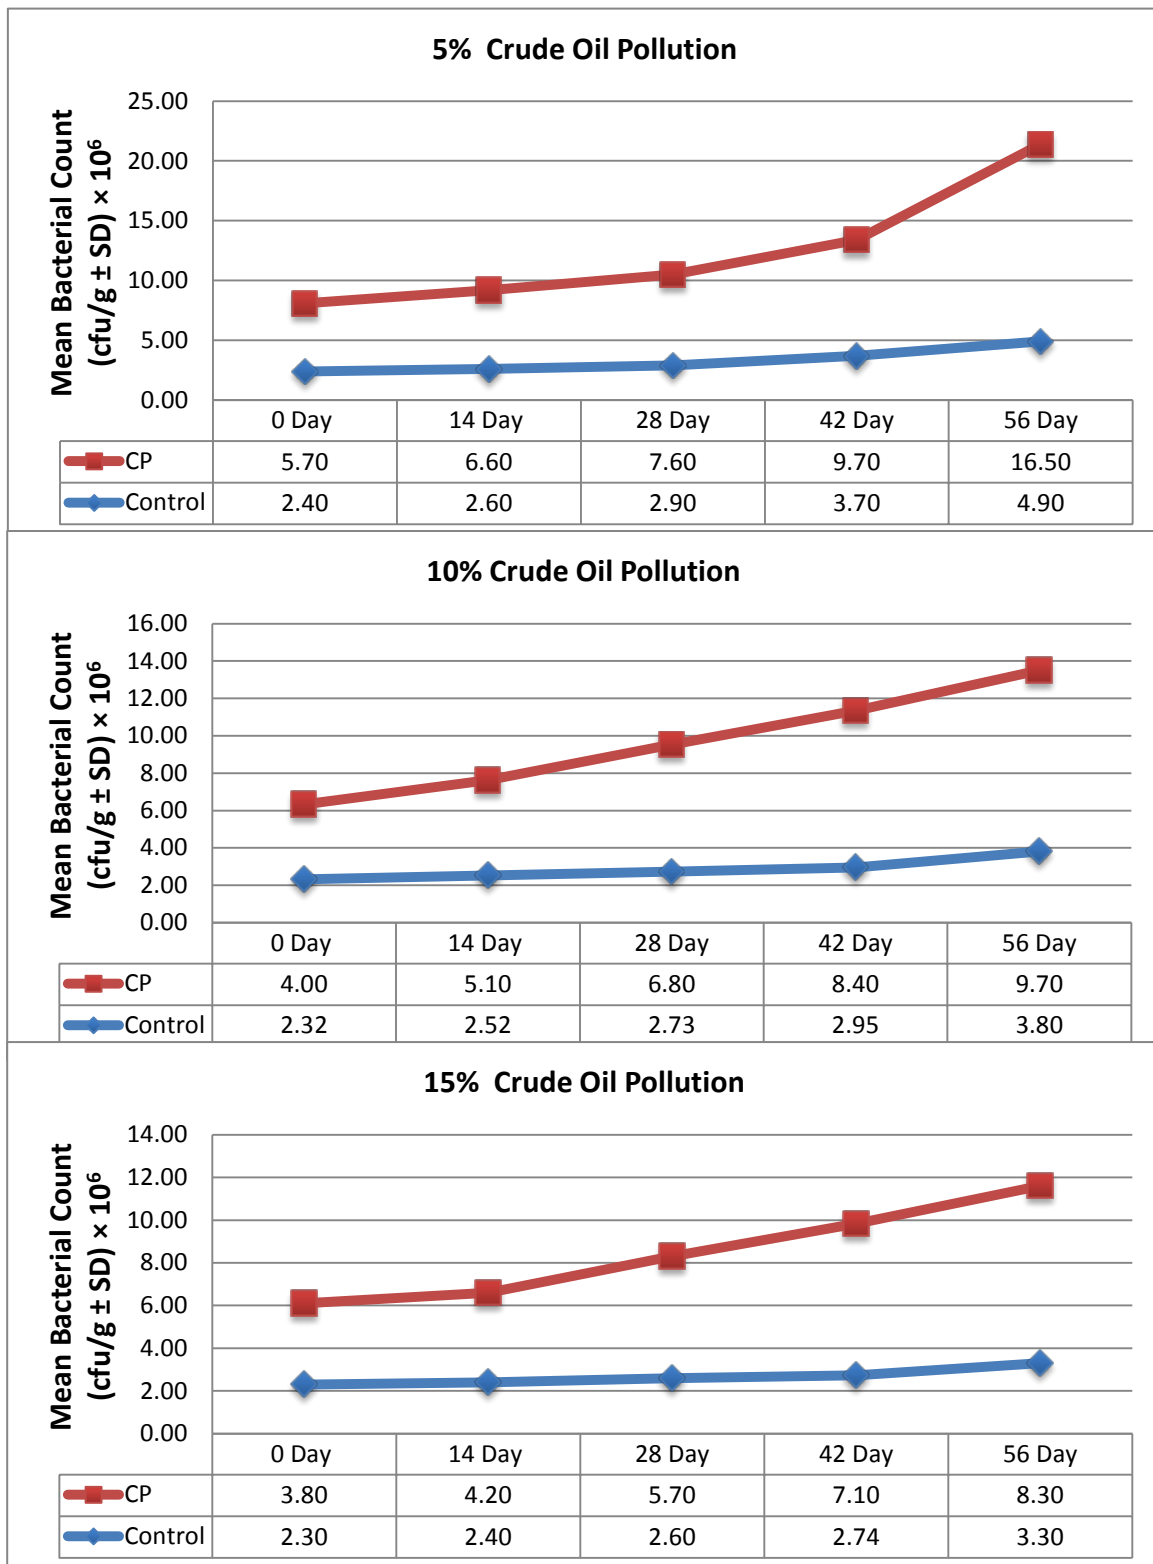 5% Crude Oil Pollution
Mean Bacterial Count
(cfu/g ± SD) × 10⁶
25.00
20.00
15.00
10.00
5.00
0.00
0 Day 14 Day 28 Day 42 Day 56 Day
CP 5.70 6.60 7.60 9.70 16.50
Control 2.40 2.60 2.90 3.70 4.90
10% Crude Oil Pollution
Mean Bacterial Count
(cfu/g ± SD) × 10⁶
16.00
14.00
12.00
10.00
8.00
6.00
4.00
2.00
0.00
0 Day 14 Day 28 Day 42 Day 56 Day
CP 4.00 5.10 6.80 8.40 9.70
Control 2.32 2.52 2.73 2.95 3.80
15% Crude Oil Pollution
Mean Bacterial Count
(cfu/g ± SD) × 10⁶
14.00
12.00
10.00
8.00
6.00
4.00
2.00
0.00
0 Day 14 Day 28 Day 42 Day 56 Day
CP 3.80 4.20 5.70 7.10 8.30
Control 2.30 2.40 2.60 2.74 3.30